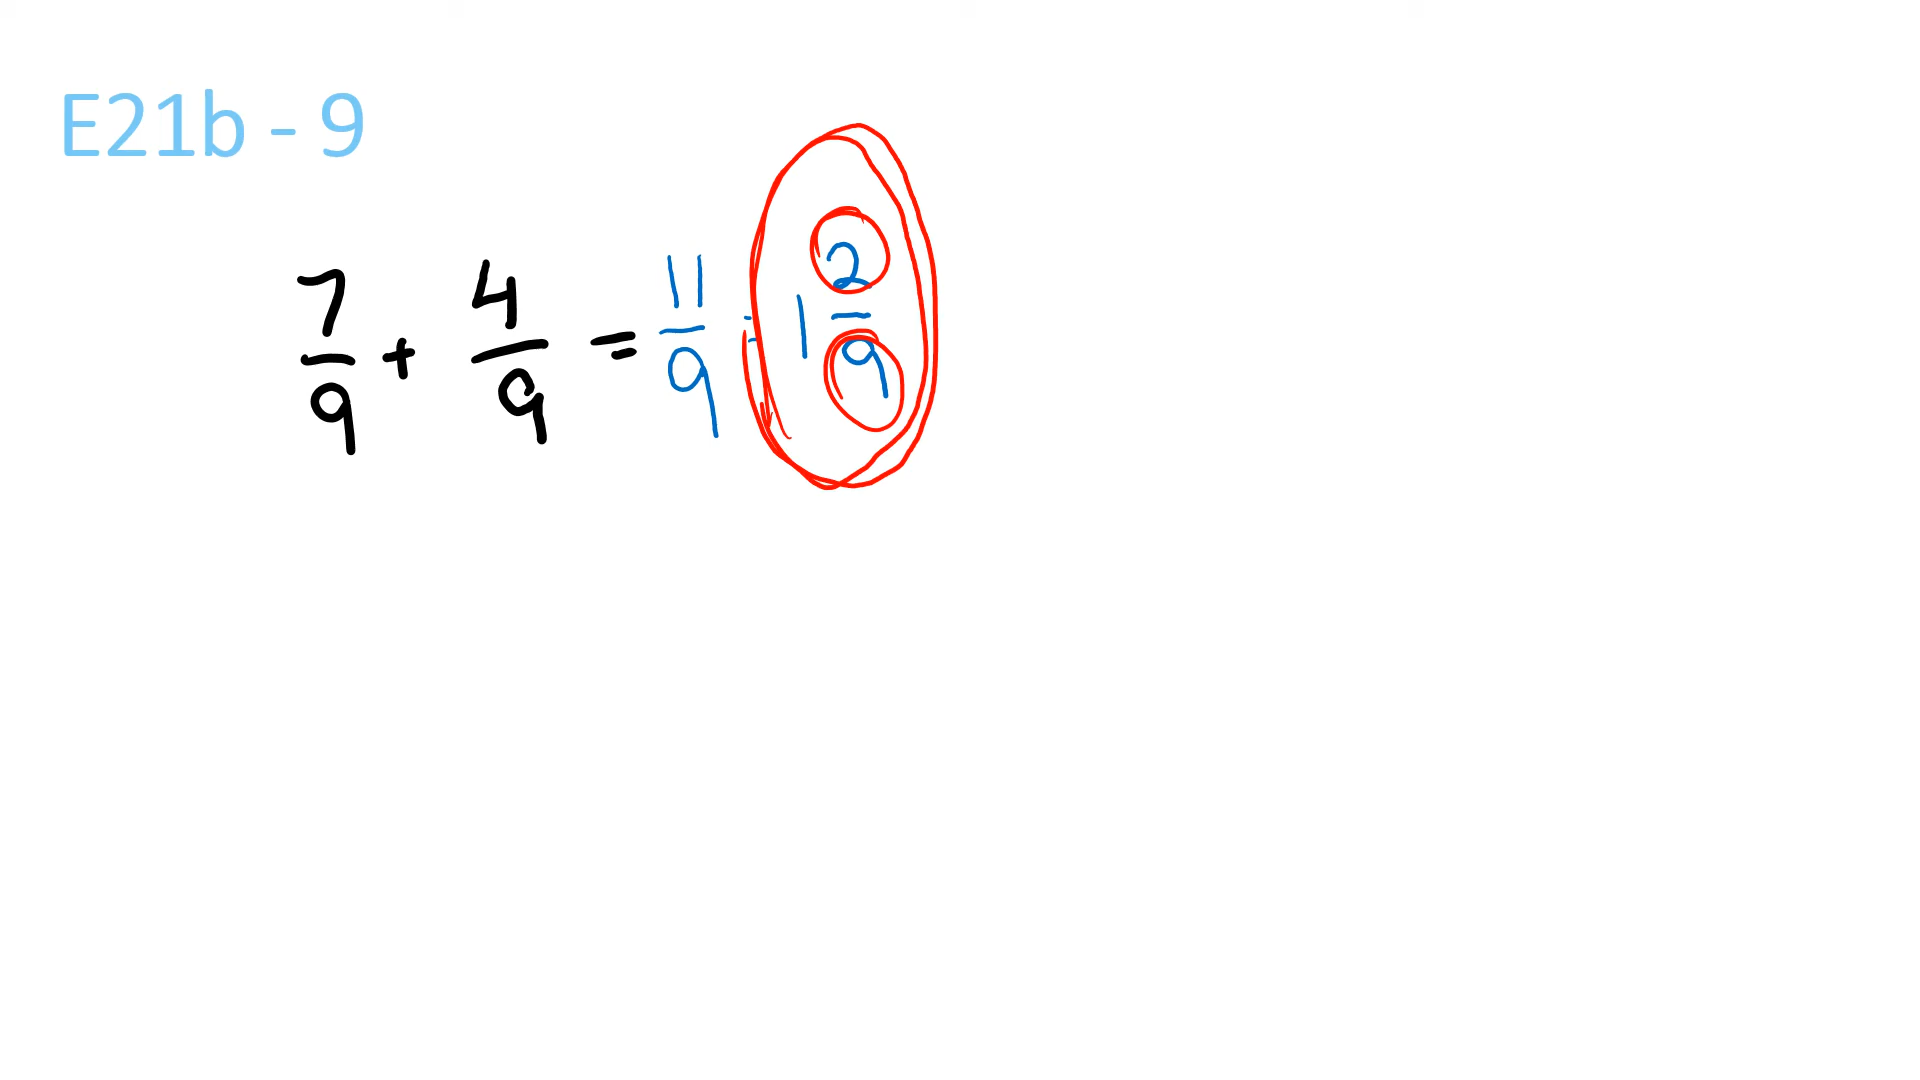 E21b - 9
7/9 + 4/9 = 11/9 = 1 2/9